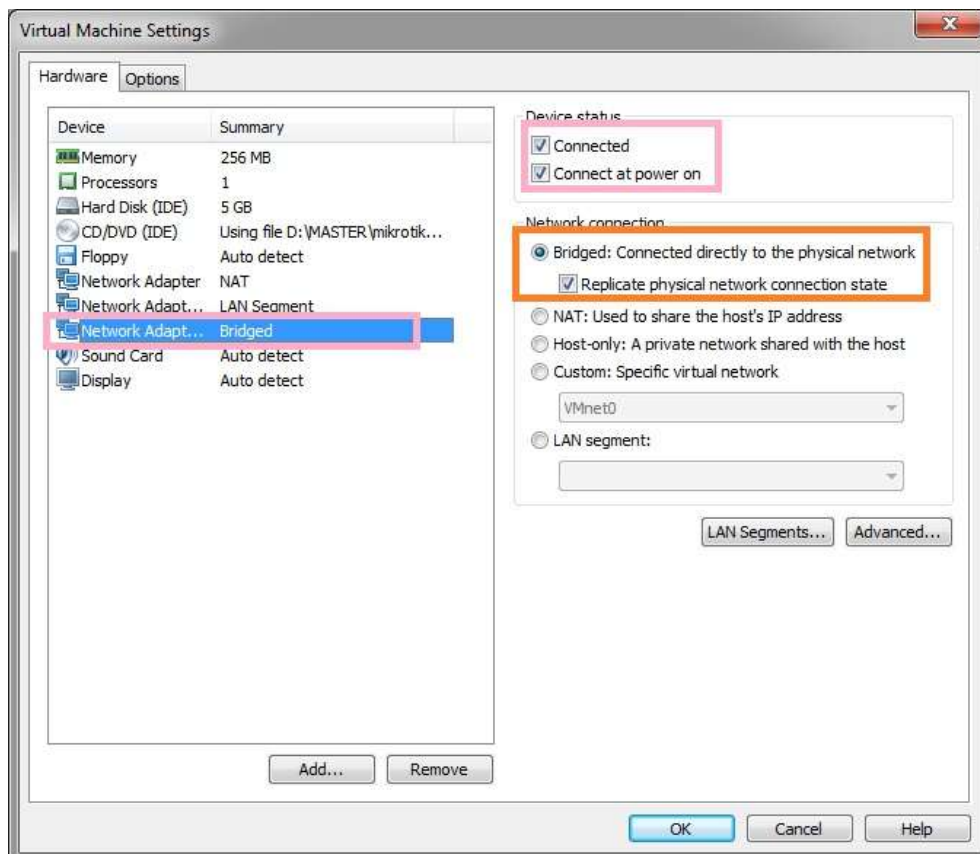 Virtual Machine Settings
Hardware Options
Device Summary
Memory 256 MB
Processors 1
Hard Disk (IDE) 5 GB
CD/DVD (IDE) Using file D:\MASTER\mikrotik...
Floppy Auto detect
Network Adapter NAT
Network Adapt... LAN Segment
Network Adapt... Bridged
Sound Card Auto detect
Display Auto detect
Add... Remove
Device status
Connected
Connect at power on
Network connection
Bridged: Connected directly to the physical network
Replicate physical network connection state
NAT: Used to share the host's IP address
Host-only: A private network shared with the host
Custom: Specific virtual network
VMnet0
LAN segment:
LAN Segments... Advanced...
OK Cancel Help